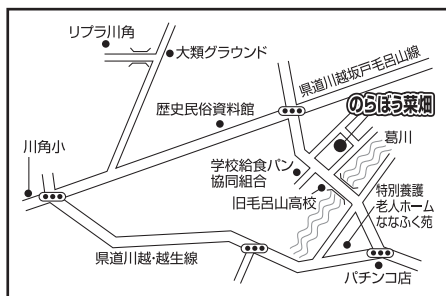 リプラ川角
大類グラウンド
県道川越坂戸毛呂山線
歴史民俗資料館
のらぼう菜畑
葛川
川角小
学校給食パン
協同組合
旧毛呂山高校
特別養護
老人ホーム
ななふく苑
県道川越・越生線
パチンコ店